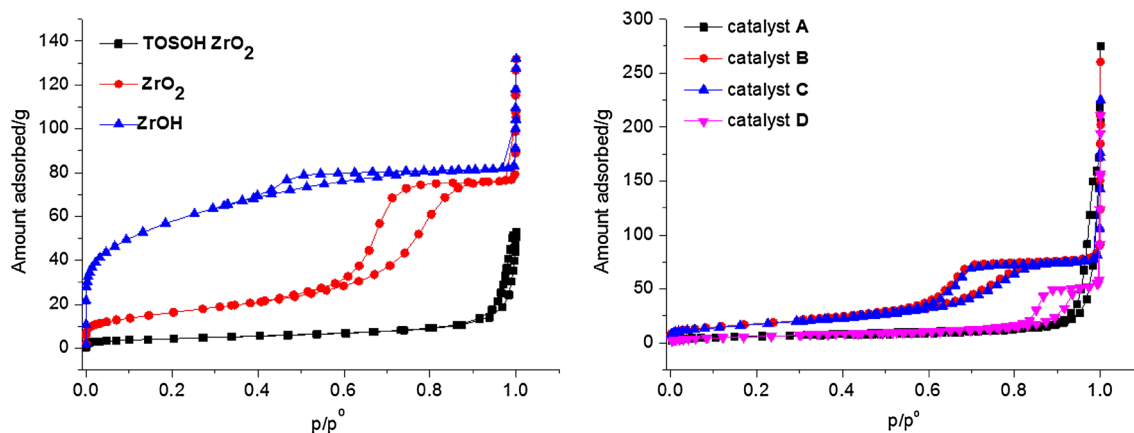 Amount adsorbed/g
140
120
100
80
60
40
20
0
TOSOH ZrO₂
ZrO₂
ZrOH
0.0 0.2 0.4 0.6 0.8 1.0
p/p°
Amount adsorbed/g
300
250
200
150
100
50
0
catalyst A
catalyst B
catalyst C
catalyst D
0.0 0.2 0.4 0.6 0.8 1.0
p/p°